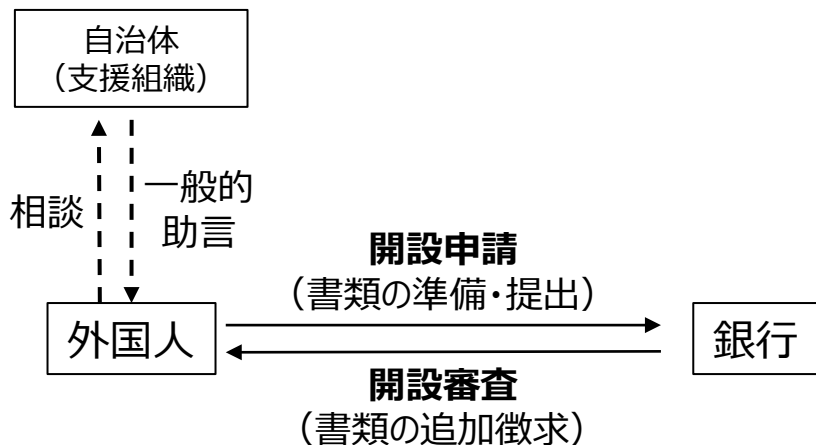 自治体
（支援組織）
相談
一般的
助言
開設申請
（書類の準備・提出）
外国人
銀行
開設審査
（書類の追加徴求）